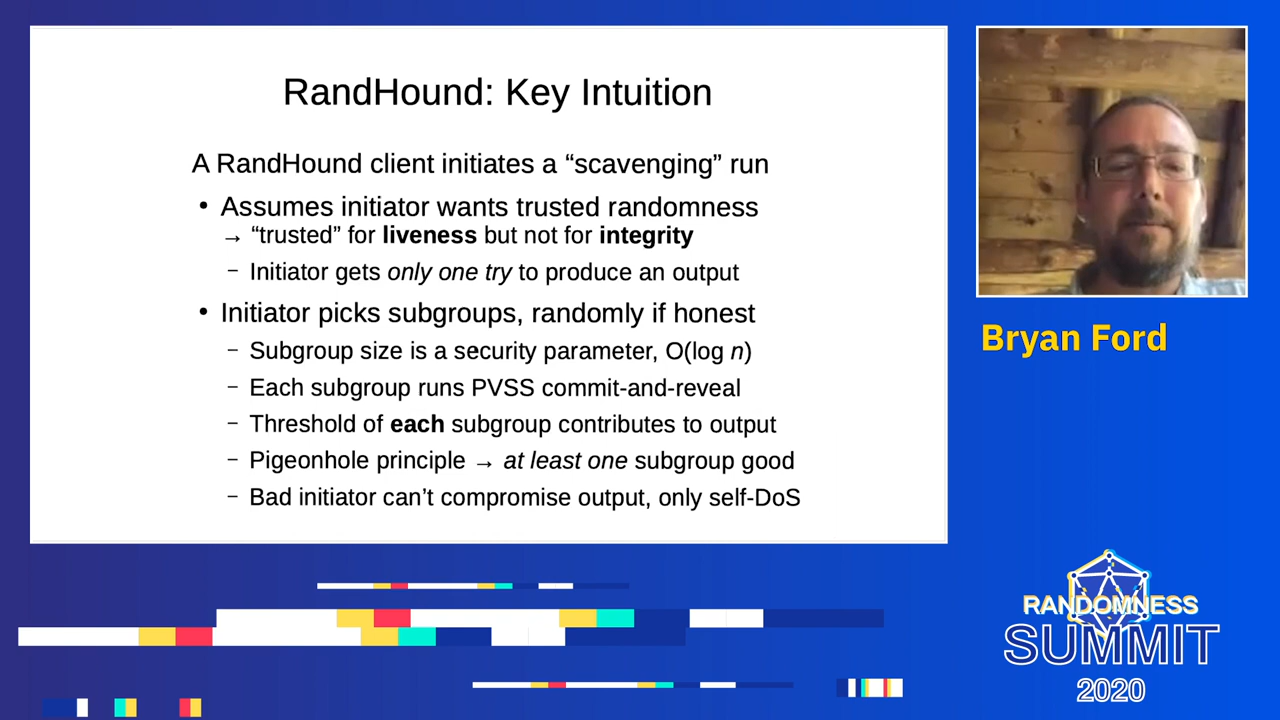 RandHound: Key Intuition
A RandHound client initiates a “scavenging” run
• Assumes initiator wants trusted randomness
→ “trusted” for liveness but not for integrity
– Initiator gets only one try to produce an output
• Initiator picks subgroups, randomly if honest
– Subgroup size is a security parameter, O(log n)
– Each subgroup runs PVSS commit-and-reveal
– Threshold of each subgroup contributes to output
– Pigeonhole principle → at least one subgroup good
– Bad initiator can’t compromise output, only self-DoS
Bryan Ford
RANDOMNESS
SUMMIT
2020